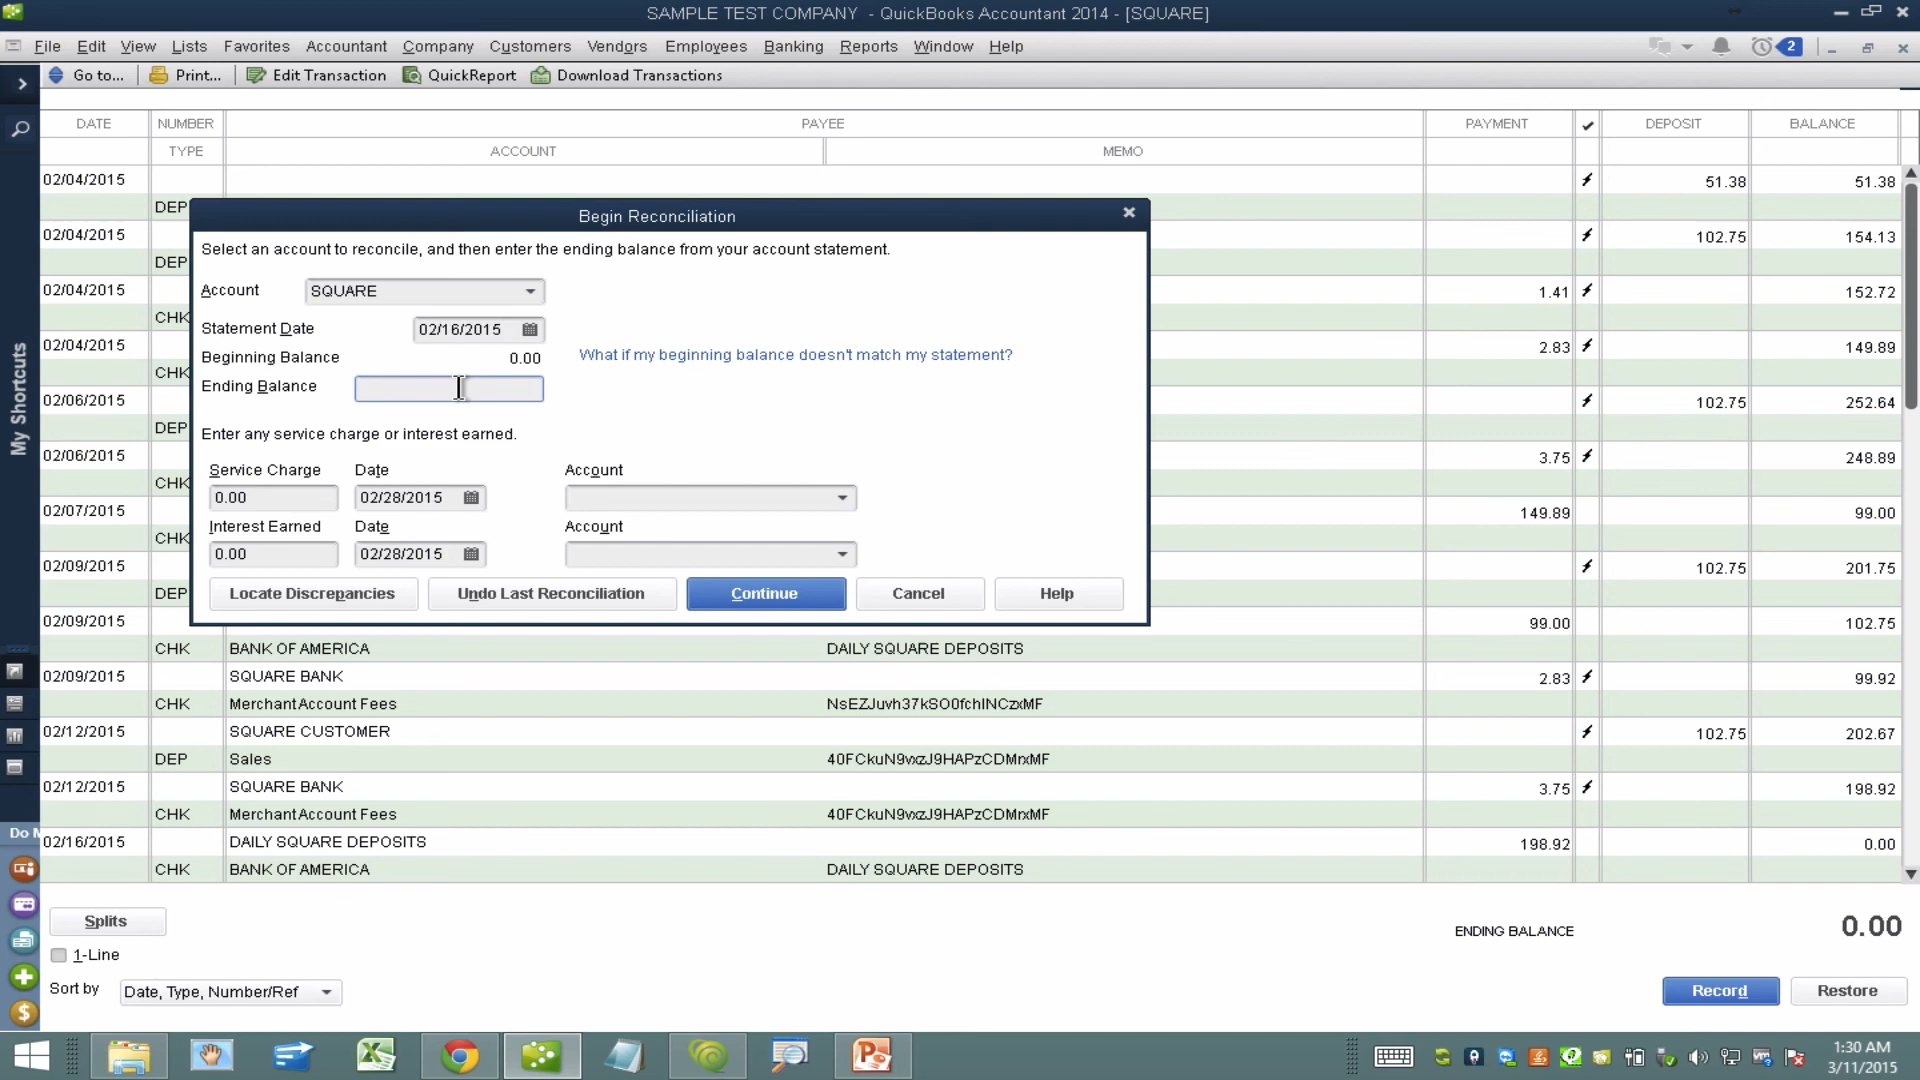 SAMPLE TEST COMPANY - QuickBooks Accountant 2014 - [SQUARE]
File Edit View Lists Favorites Accountant Company Customers Vendors Employees Banking Reports Window Help
2
Go to... Print... Edit Transaction QuickReport Download Transactions
DATE NUMBER PAYEE PAYMENT ✔ DEPOSIT BALANCE
TYPE ACCOUNT MEMO
02/04/2015 51.38 51.38
DEP
02/04/2015 102.75 154.13
DEP
02/04/2015 1.41 152.72
CHK
02/04/2015 2.83 149.89
CHK
02/06/2015 102.75 252.64
DEP
02/06/2015 3.75 248.89
CHK
02/07/2015 149.89 99.00
CHK
02/09/2015 102.75 201.75
DEP
02/09/2015 99.00 102.75
CHK BANK OF AMERICA DAILY SQUARE DEPOSITS
02/09/2015 SQUARE BANK 2.83 99.92
CHK Merchant Account Fees NsEZJuvh37kSO0fchINCzxMF
02/12/2015 SQUARE CUSTOMER 102.75 202.67
DEP Sales 40FCkuN9vxzJ9HAPzCDMrxMF
02/12/2015 SQUARE BANK 3.75 198.92
CHK Merchant Account Fees 40FCkuN9vxzJ9HAPzCDMrxMF
02/16/2015 DAILY SQUARE DEPOSITS 198.92 0.00
CHK BANK OF AMERICA DAILY SQUARE DEPOSITS
Begin Reconciliation
Select an account to reconcile, and then enter the ending balance from your account statement.
Account SQUARE
Statement Date 02/16/2015
Beginning Balance 0.00 What if my beginning balance doesn't match my statement?
Ending Balance
Enter any service charge or interest earned.
Service Charge Date Account
0.00 02/28/2015
Interest Earned Date Account
0.00 02/28/2015
Locate Discrepancies Undo Last Reconciliation Continue Cancel Help
My Shortcuts
Do M
Splits
ENDING BALANCE 0.00
1-Line
Sort by Date, Type, Number/Ref
Record Restore
1:30 AM
3/11/2015